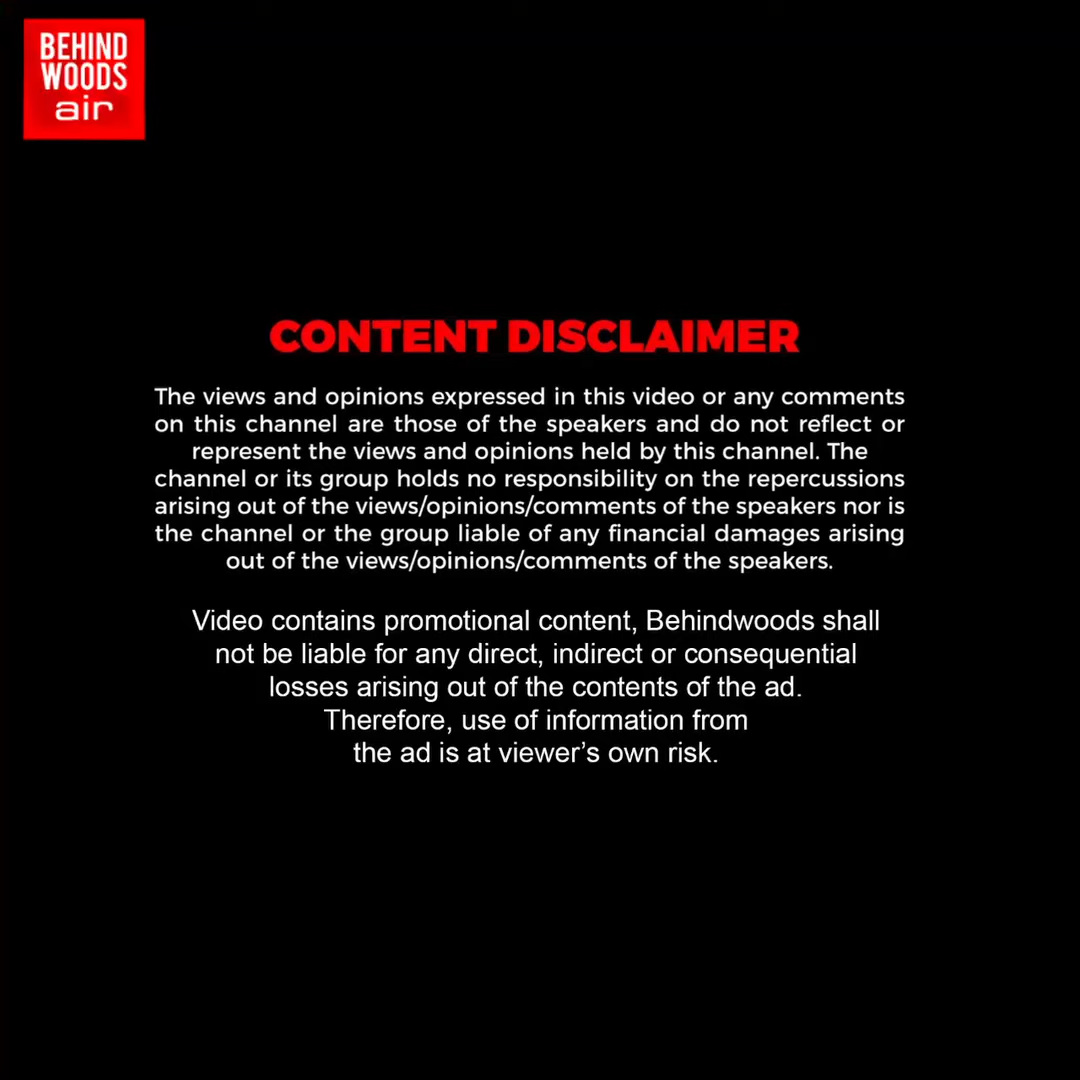 BEHIND
WOODS
air
CONTENT DISCLAIMER
The views and opinions expressed in this video or any comments
on this channel are those of the speakers and do not reflect or
represent the views and opinions held by this channel. The
channel or its group holds no responsibility on the repercussions
arising out of the views/opinions/comments of the speakers nor is
the channel or the group liable of any financial damages arising
out of the views/opinions/comments of the speakers.
Video contains promotional content, Behindwoods shall
not be liable for any direct, indirect or consequential
losses arising out of the contents of the ad.
Therefore, use of information from
the ad is at viewer’s own risk.